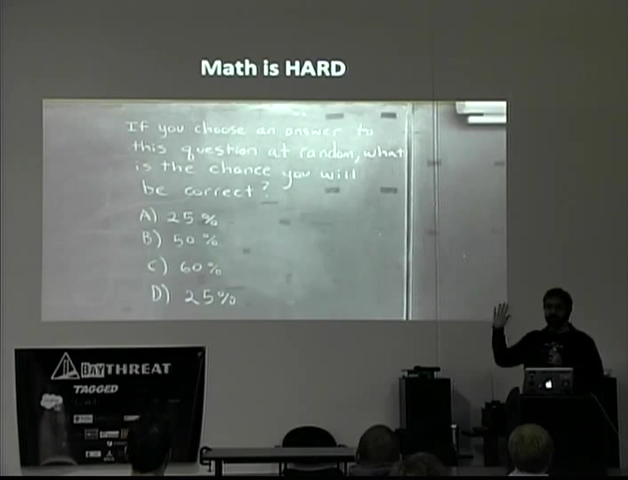 Math is HARD
If you choose an answer to
this question at random, what
is the chance you will
be correct?
A) 25%
B) 50%
C) 60%
D) 25%
BAYTHREAT
TAGGED